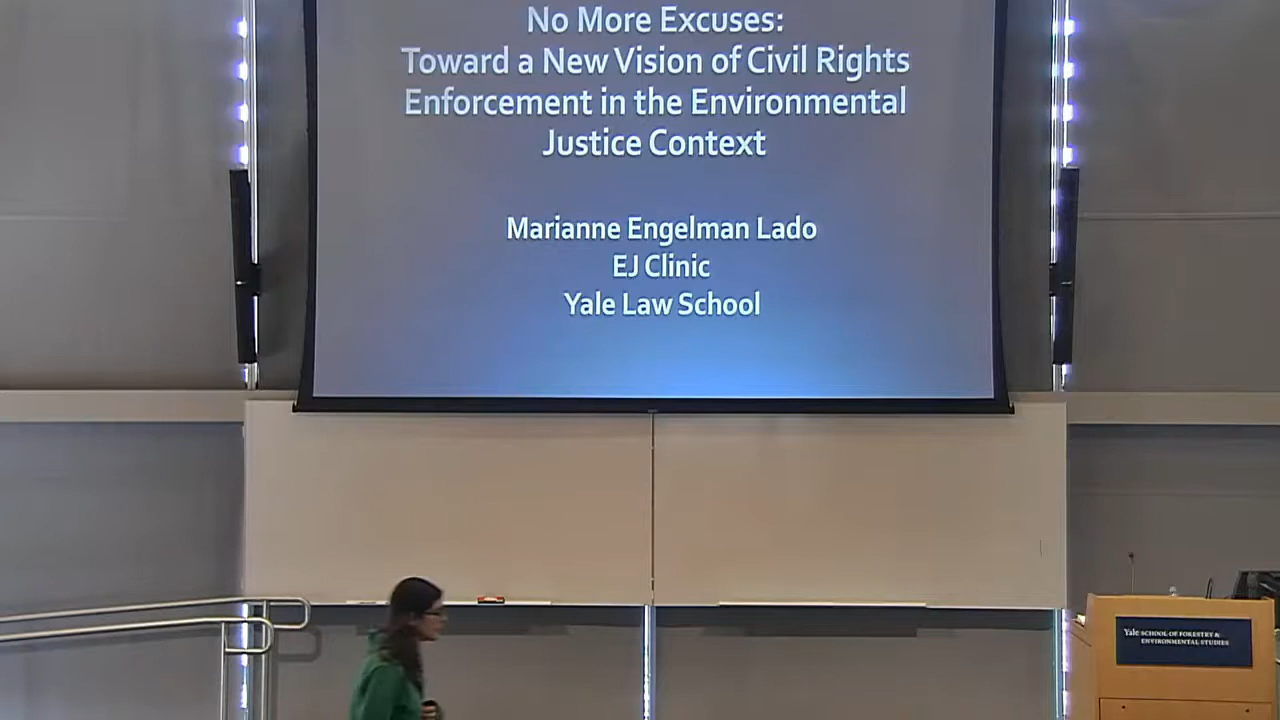 No More Excuses:
Toward a New Vision of Civil Rights
Enforcement in the Environmental
Justice Context
Marianne Engelman Lado
EJ Clinic
Yale Law School
Yale SCHOOL OF FORESTRY &
ENVIRONMENTAL STUDIES